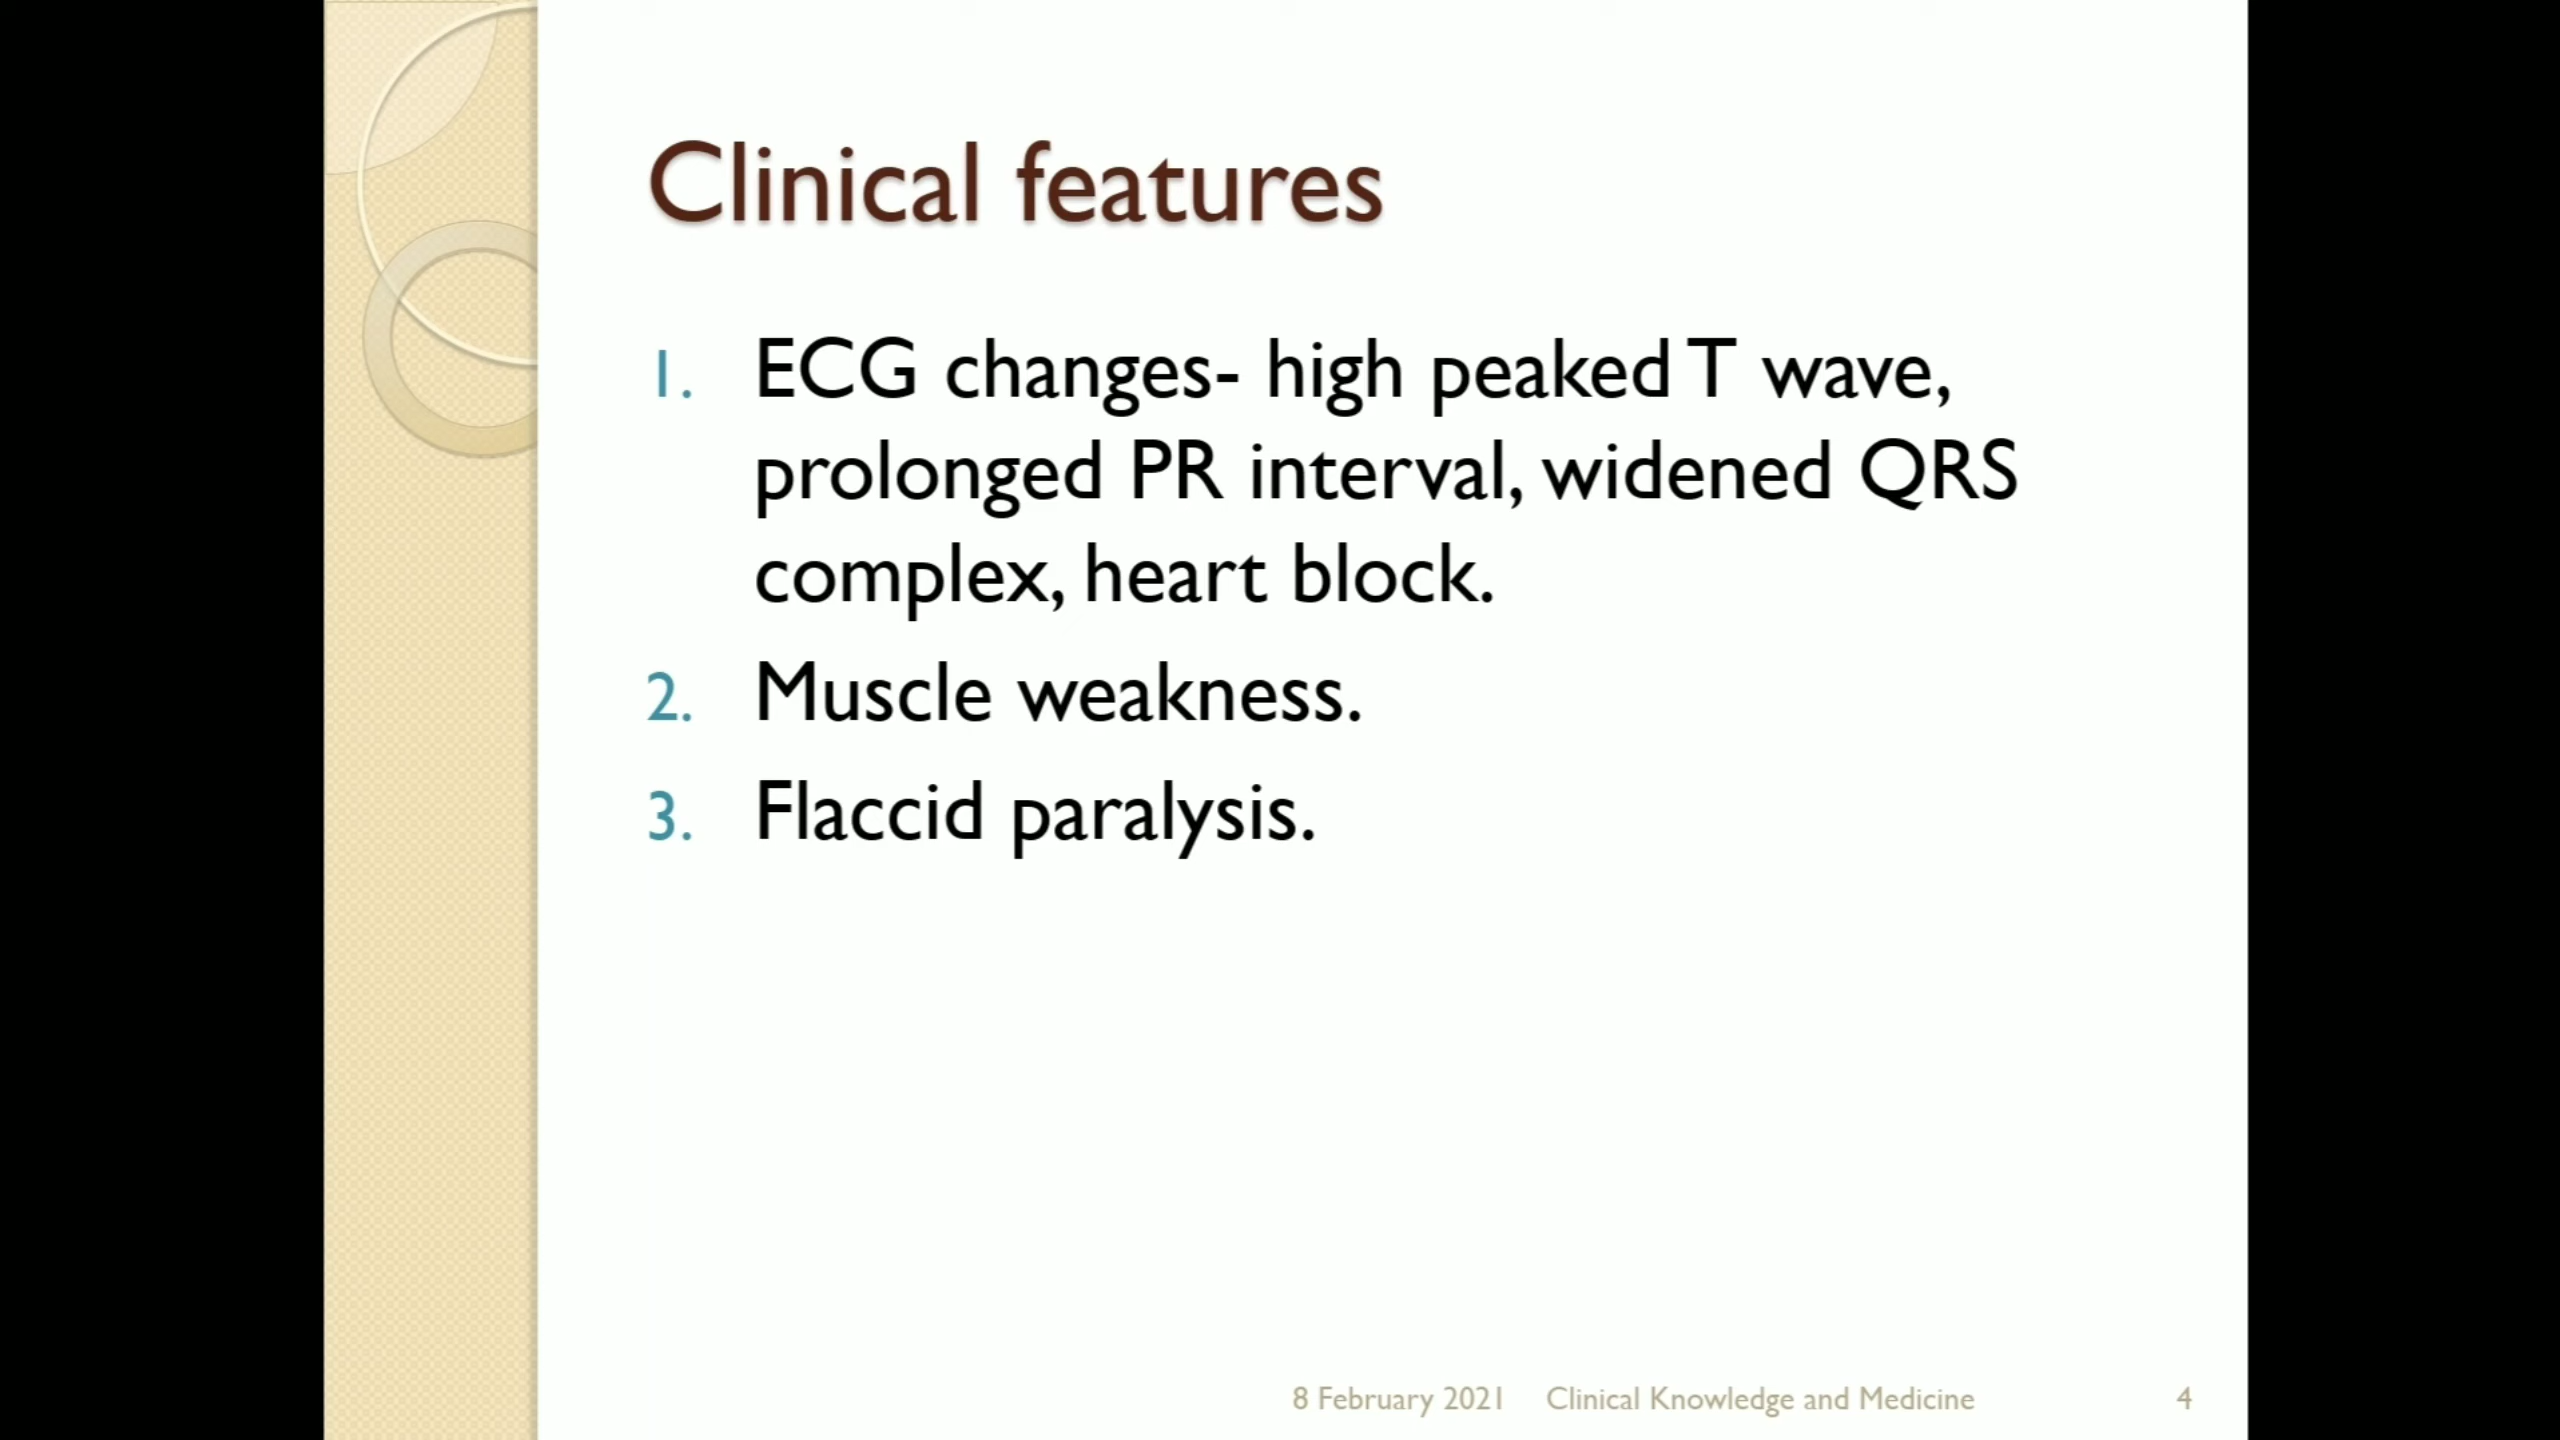 Clinical features
1. ECG changes- high peaked T wave,
prolonged PR interval, widened QRS
complex, heart block.
2. Muscle weakness.
3. Flaccid paralysis.
8 February 2021 Clinical Knowledge and Medicine 4